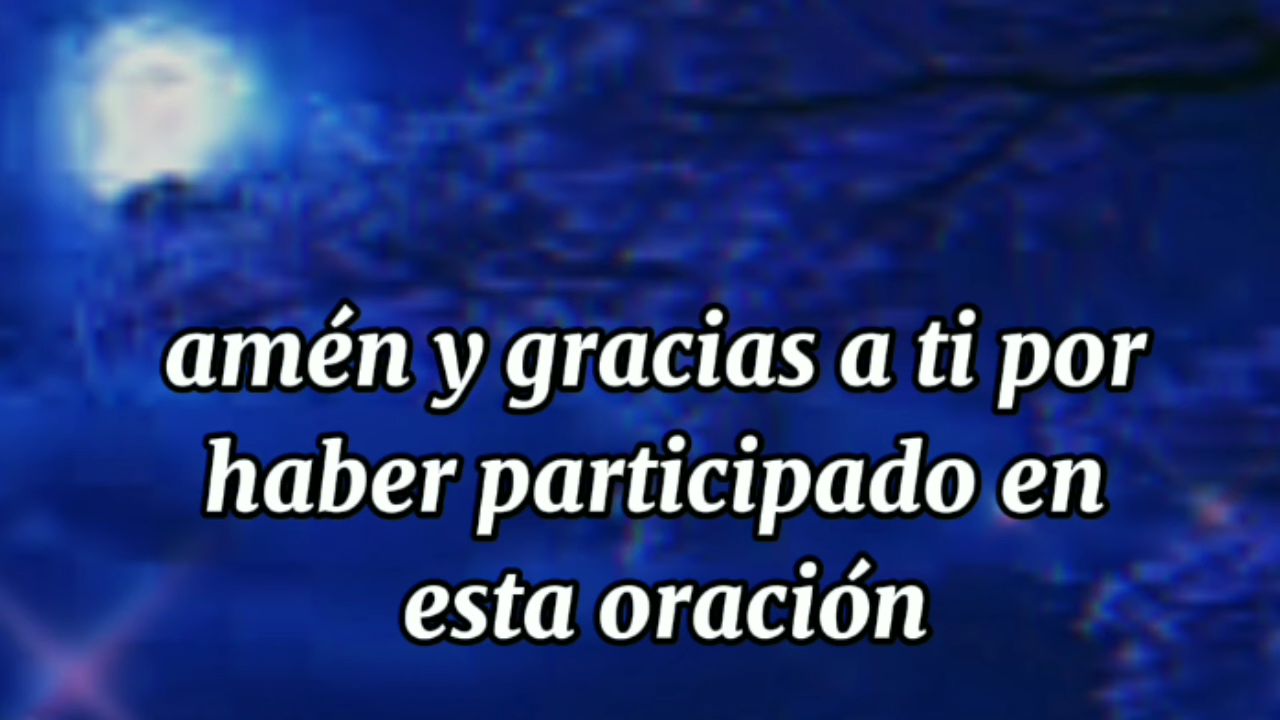 amén y gracias a ti por
haber participado en
esta oración